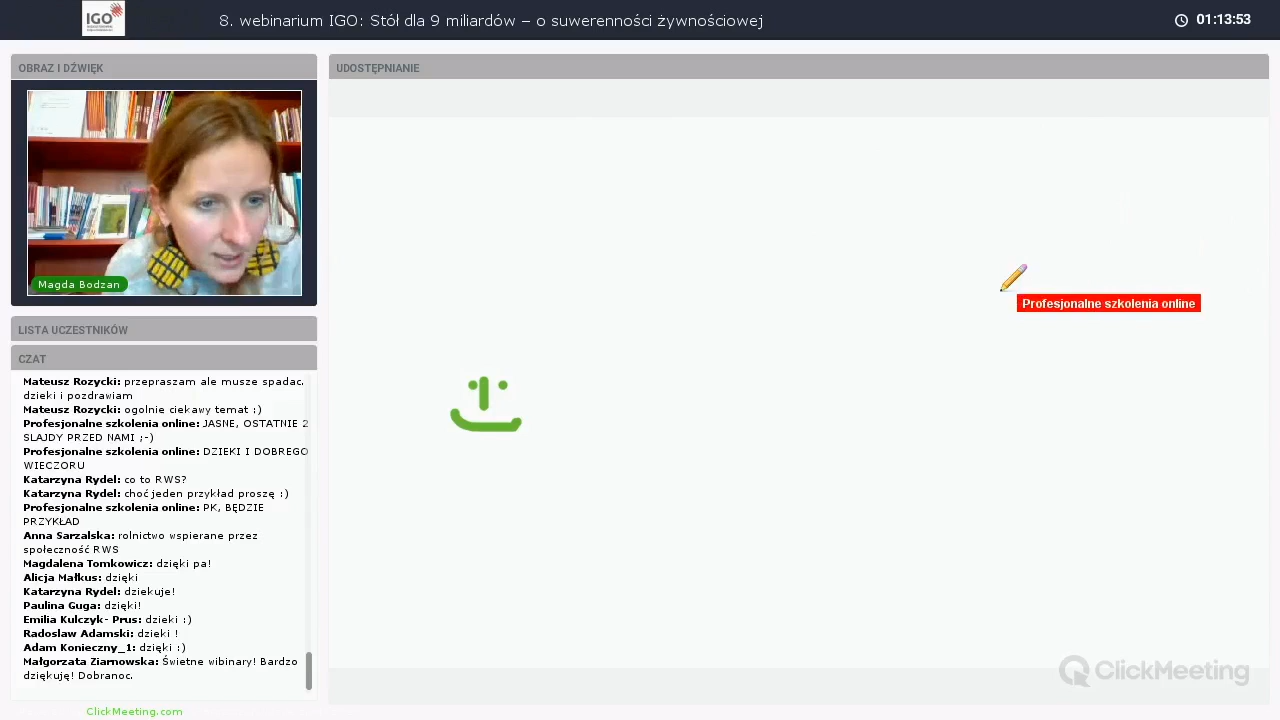 IGO
8. webinarium IGO: Stół dla 9 miliardów – o suwerenności żywnościowej
01:13:53
OBRAZ I DŹWIĘK
UDOSTĘPNIANIE
Magda Bodzan
Profesjonalne szkolenia online
LISTA UCZESTNIKÓW
CZAT
Mateusz Rozycki: przepraszam ale musze spadac.
dzieki i pozdrawiam
Mateusz Rozycki: ogolnie ciekawy temat ;)
Profesjonalne szkolenia online: JASNE, OSTATNIE 2
SLAJDY PRZED NAMI ;-)
Profesjonalne szkolenia online: DZIEKI I DOBREGO
WIECZORU
Katarzyna Rydel: co to RWS?
Katarzyna Rydel: choć jeden przykład proszę :)
Profesjonalne szkolenia online: PK, BĘDZIE
PRZYKŁAD
Anna Sarzalska: rolnictwo wspierane przez
społeczność RWS
Magdalena Tomkowicz: dzięki pa!
Alicja Małkus: dzięki
Katarzyna Rydel: dziekuje!
Paulina Guga: dzięki!
Emilia Kulczyk- Prus: dzieki :)
Radoslaw Adamski: dzieki !
Adam Konieczny_1: dzięki :)
Małgorzata Ziarnowska: Świetne wibinary! Bardzo
dziękuję! Dobranoc.
ClickMeeting
ClickMeeting.com